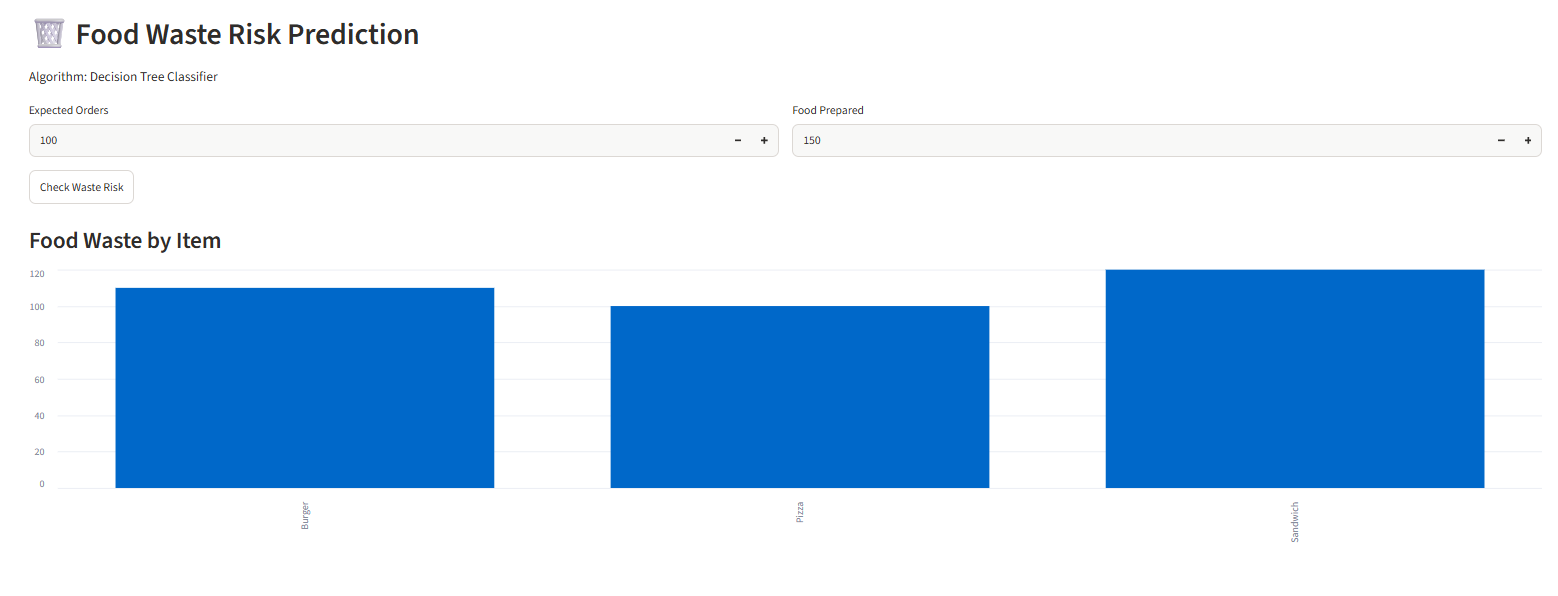 Food Waste Risk Prediction
Algorithm: Decision Tree Classifier
Expected Orders
Food Prepared
100
150
Check Waste Risk
Food Waste by Item
120
100
80
60
40
20
0
Burger
Pizza
Sandwich